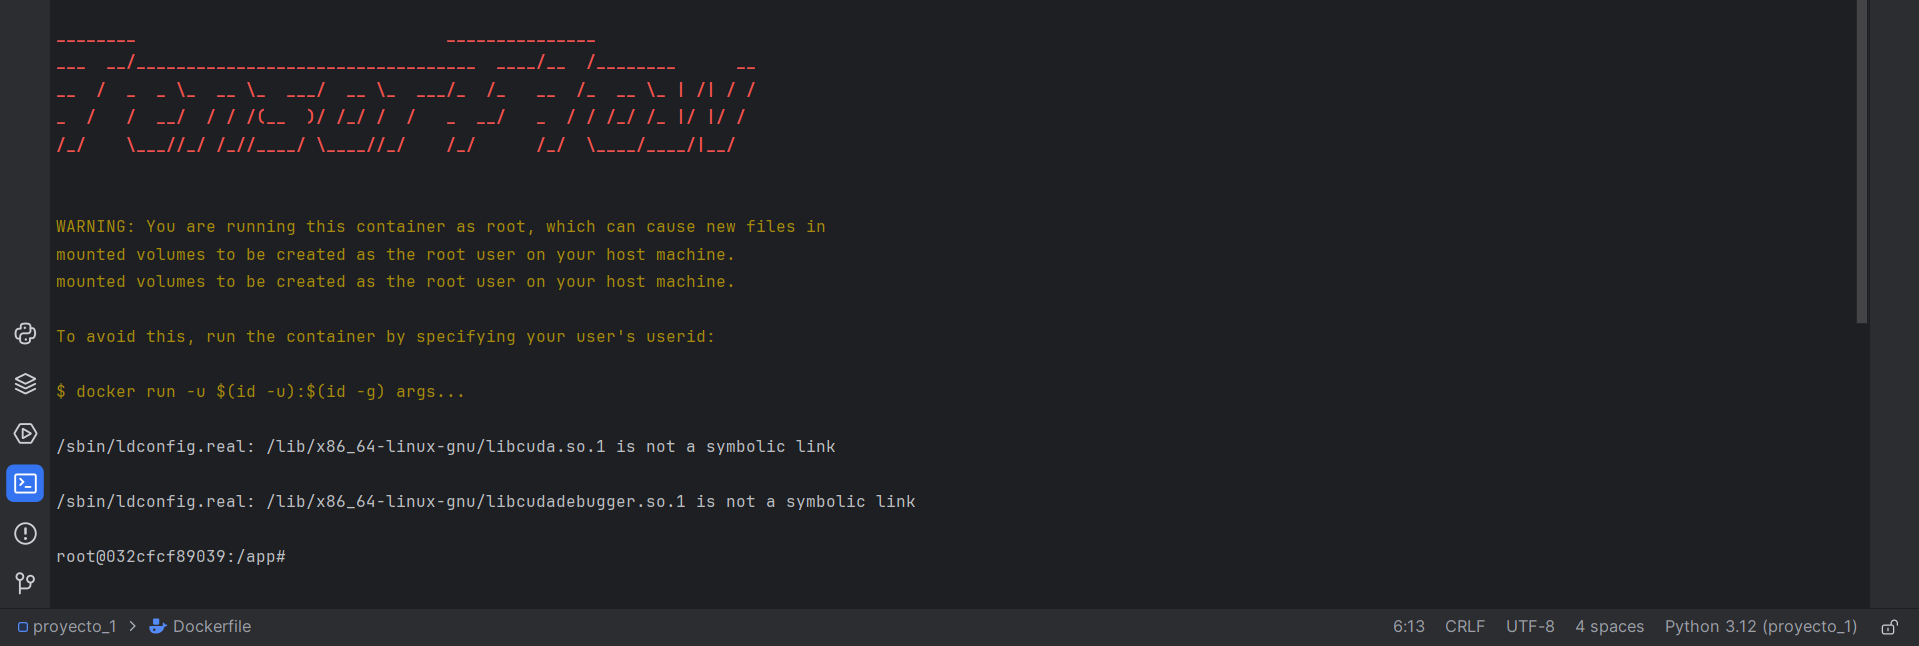 ________                               _______________
___  __/__________________________________  ____/__  /________      __
__  /  _  _ \_  __ \_  ___/  __ \_  ___/_  /_   __  /_  __ \_ | /| / /
_  /   /  __/  / / /(__  )/ /_/ /  /   _  __/   _  / / /_/ /_ |/ |/ /
/_/    \___//_/ /_//____/ \____//_/    /_/      /_/  \____/____/|__/
WARNING: You are running this container as root, which can cause new files in
mounted volumes to be created as the root user on your host machine.
mounted volumes to be created as the root user on your host machine.
To avoid this, run the container by specifying your user's userid:
$ docker run -u $(id -u):$(id -g) args...
/sbin/ldconfig.real: /lib/x86_64-linux-gnu/libcuda.so.1 is not a symbolic link
/sbin/ldconfig.real: /lib/x86_64-linux-gnu/libcudadebugger.so.1 is not a symbolic link
root@032cfcf89039:/app#
proyecto_1 > Dockerfile 6:13 CRLF UTF-8 4 spaces Python 3.12 (proyecto_1)